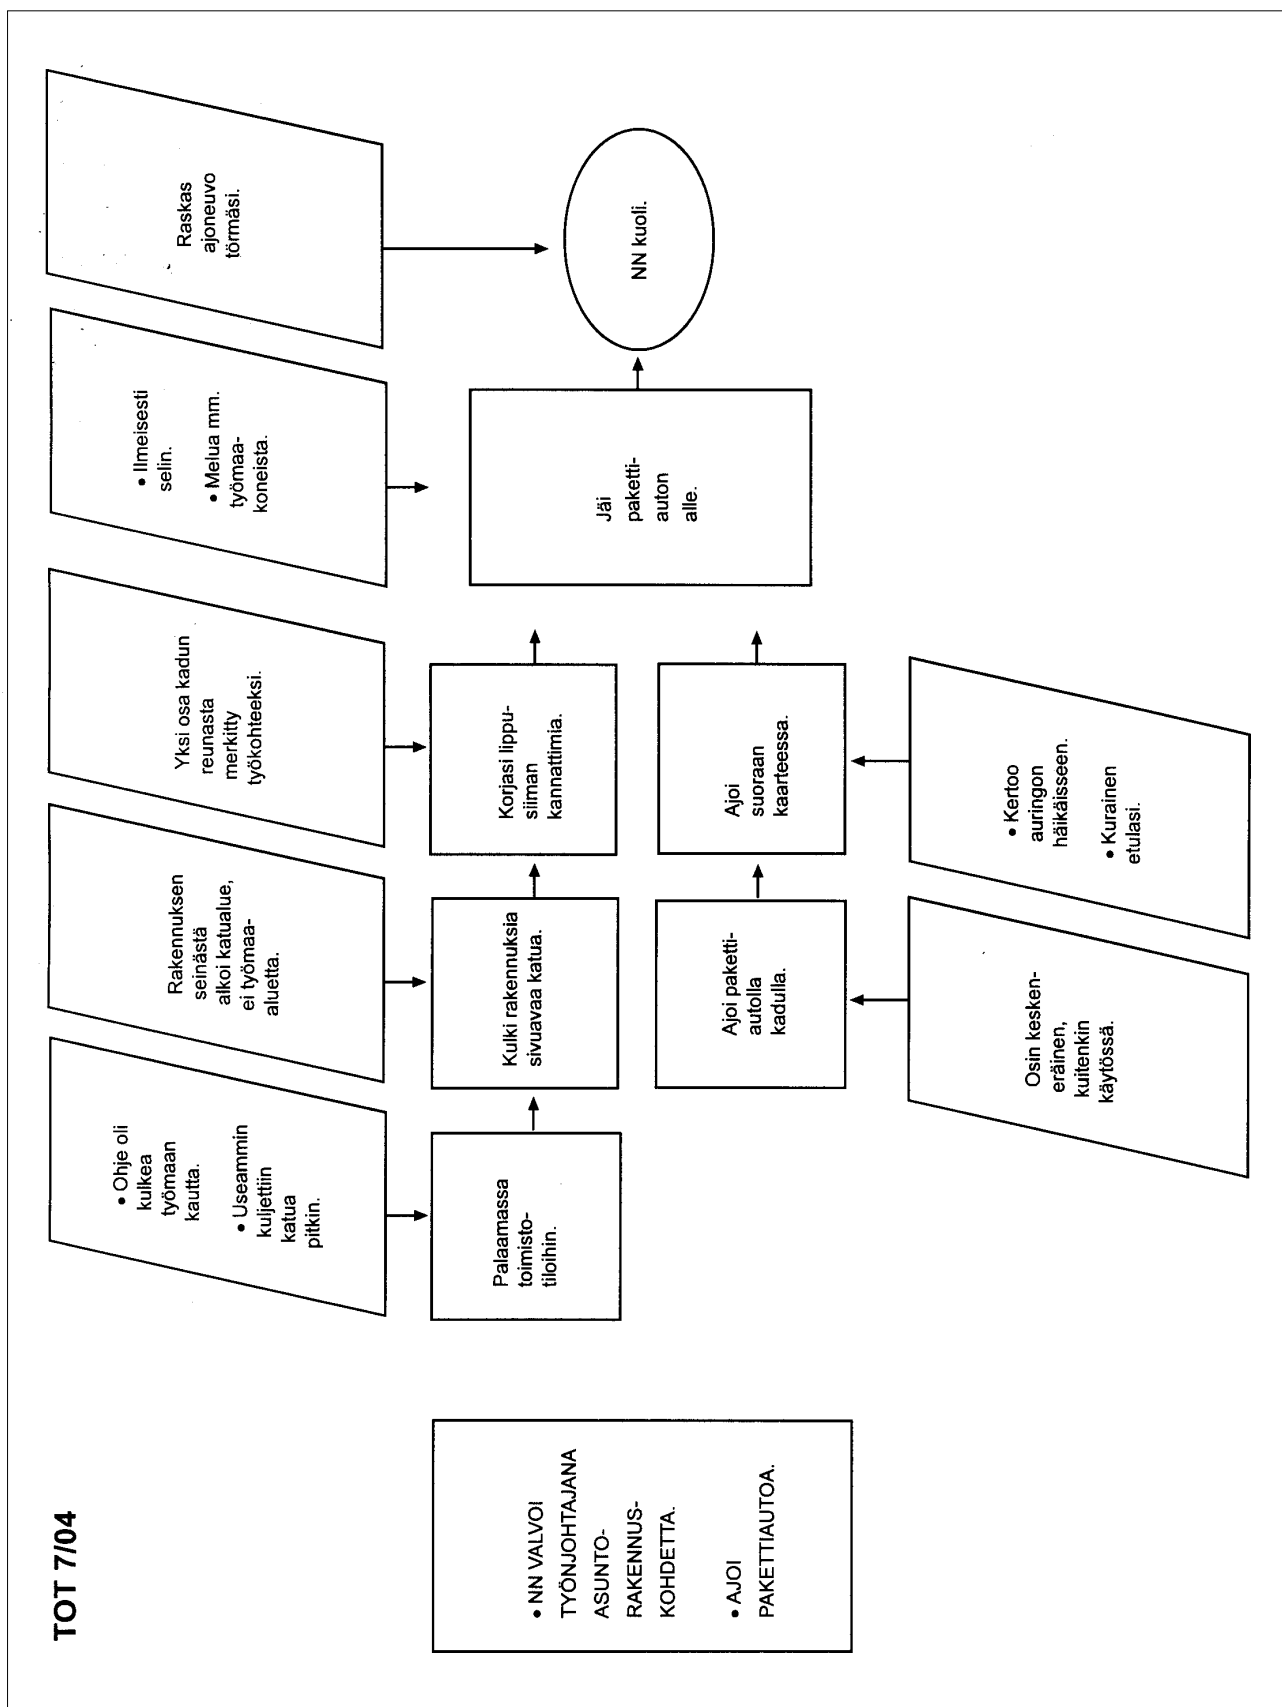 TOT 7/04
• Ohje oli
kulkea
työmaan
kautta.
• Useammin
kuljettiin
katua
pitkin.
Rakennuksen
seinästä
alkoi katualue,
ei työmaa-
aluetta.
Yksi osa kadun
reunasta
merkitty
työkohteeksi.
• Ilmeisesti
selin.
• Melua mm.
työmaa-
koneista.
Raskas
ajoneuvo
törmäsi.
• NN VALVOI
TYÖNJOHTAJANA
ASUNTO-
RAKENNUS-
KOHDETTA.
• AJOI
PAKETTIAUTOA.
Palaamassa
toimisto-
tiloihin.
Kulki rakennuksia
sivuavaa katua.
Korjasi lippu-
siiman
kannattimia.
Jäi
paketti-
auton
alle.
NN kuoli.
Ajoi paketti-
autolla
kadulla.
Ajoi
suoraan
kaarteessa.
Osin kesken-
eräinen,
kuitenkin
käytössä.
• Kertoo
auringon
häikäisseen.
• Kurainen
etulasi.